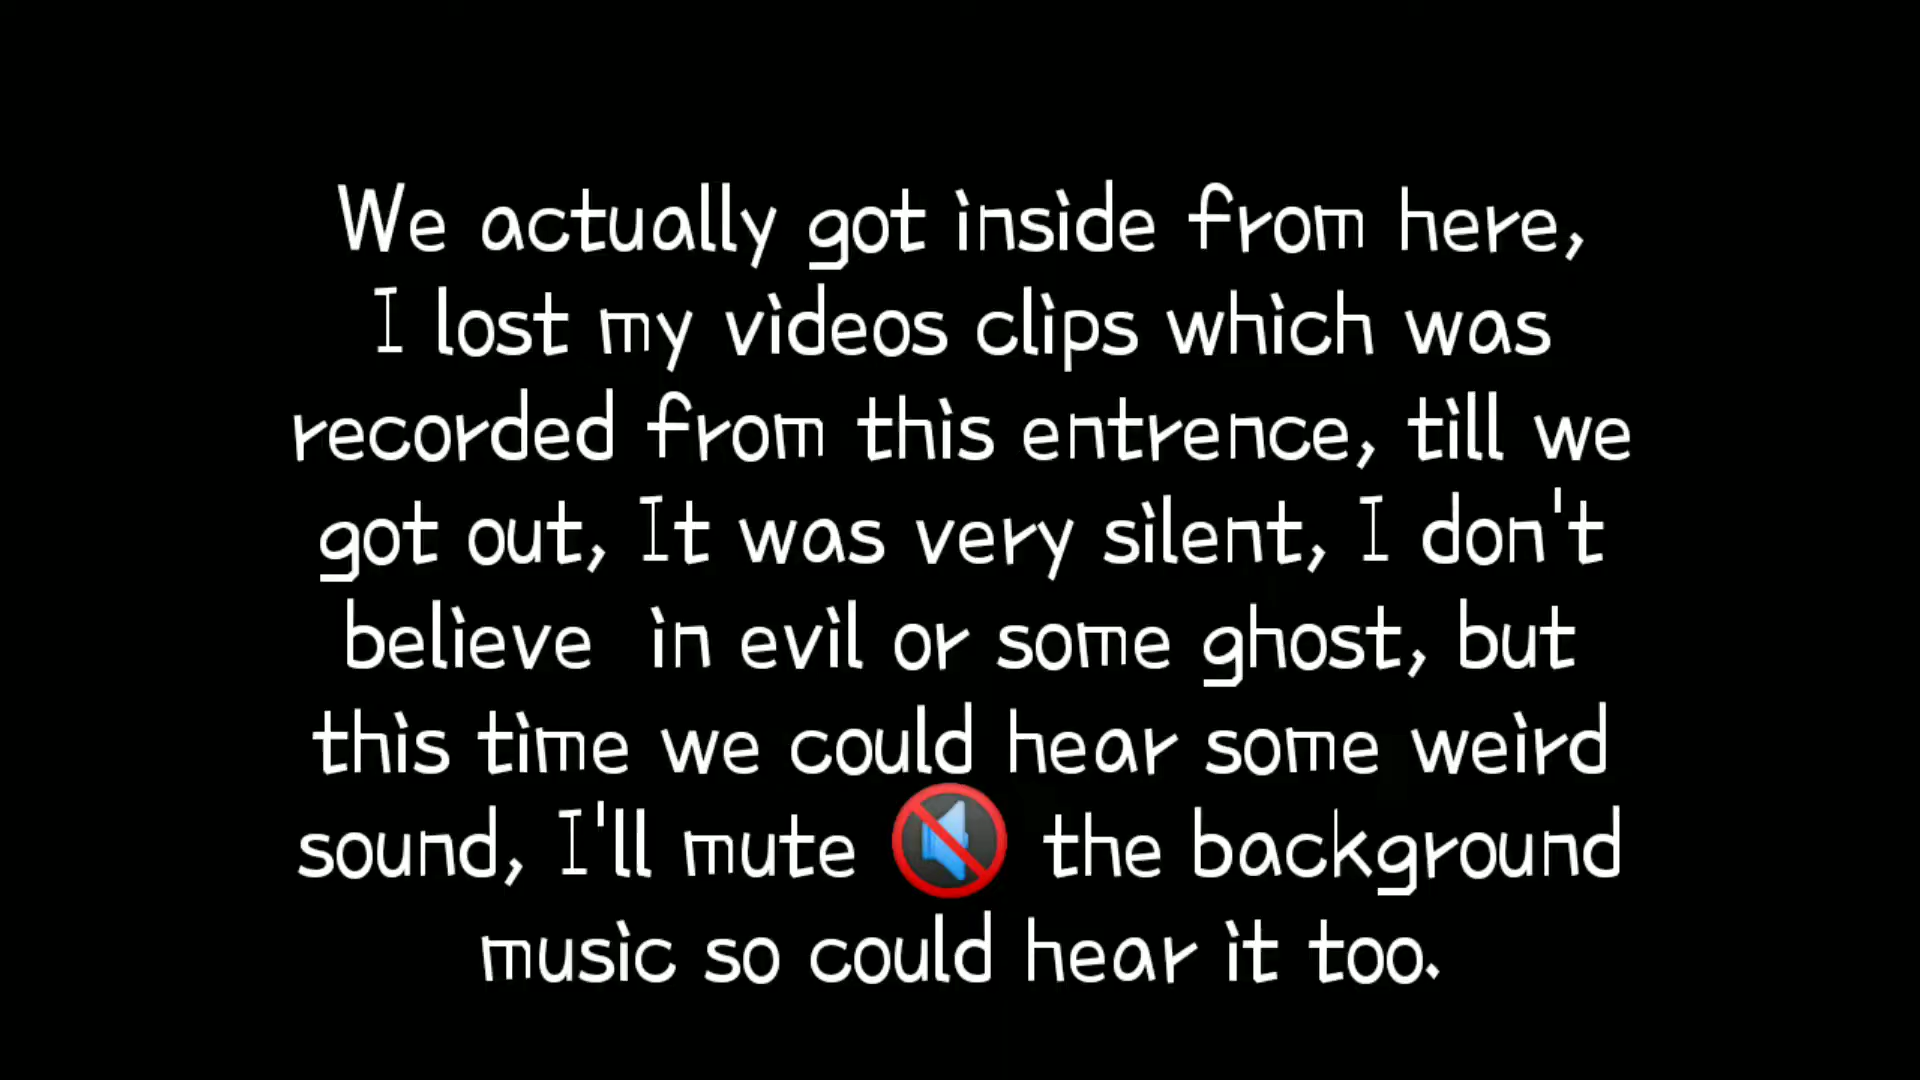 We actually got inside from here,
I lost my videos clips which was
recorded from this entrence, till we
got out, It was very silent, I don't
believe  in evil or some ghost, but
this time we could hear some weird
sound, I'll mute 🔇 the background
music so could hear it too.